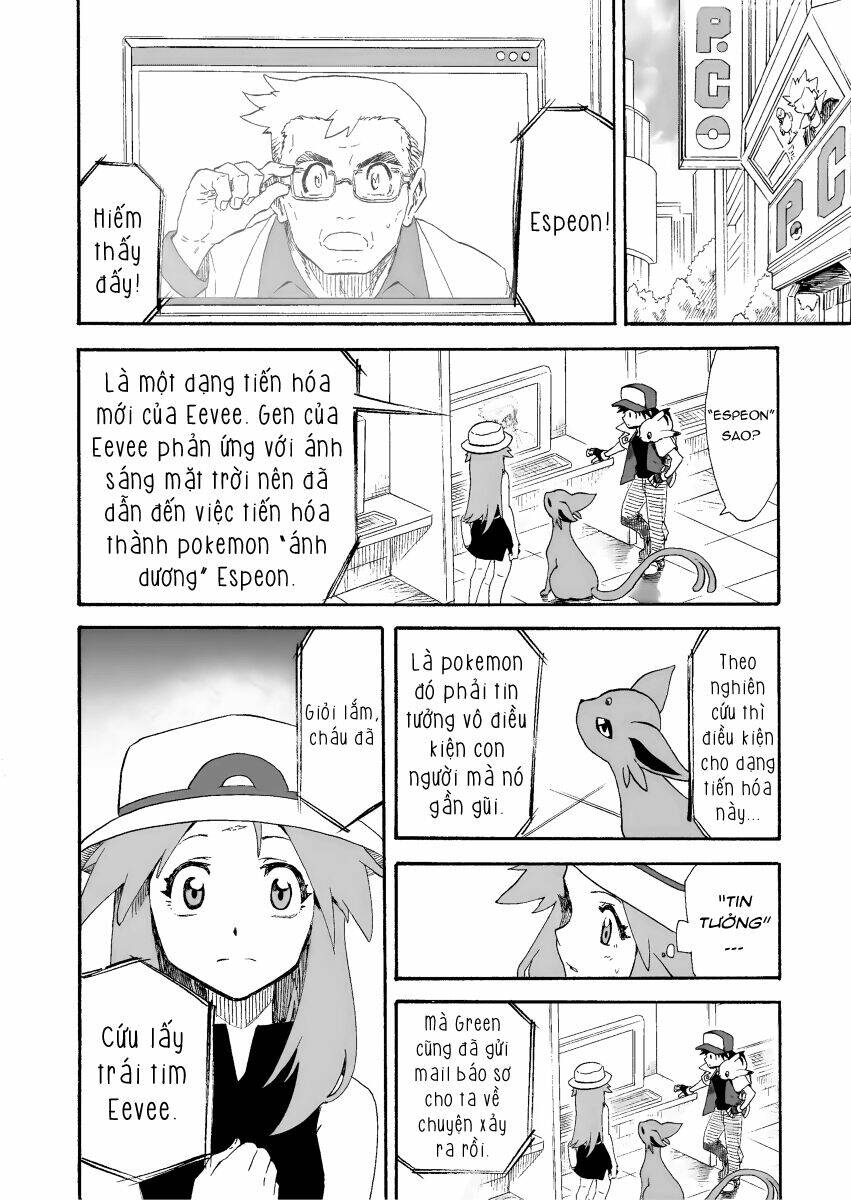 P.CO
P.C
Espeon!
Hiếm
thấy
đấy!
"ESPEON"
SAO?
Là một dạng tiến hóa
mới của Eevee. Gen của
Eevee phản ứng với ánh
sáng mặt trời nên đã
dẫn đến việc tiến hóa
thành pokemon "ánh
dương" Espeon.
Theo
nghiên
cứu thì
điều kiện
cho dạng
tiến hóa
này...
Là pokemon
đó phải tin
tưởng vô điều
kiện con
người mà nó
gần gũi.
"TIN
TƯỞNG"
...
mà Green
cũng đã gửi
mail báo sơ
cho ta về
chuyện xảy
ra rồi.
Giỏi lắm,
cháu đã
Cứu lấy
trái tim
Eevee.